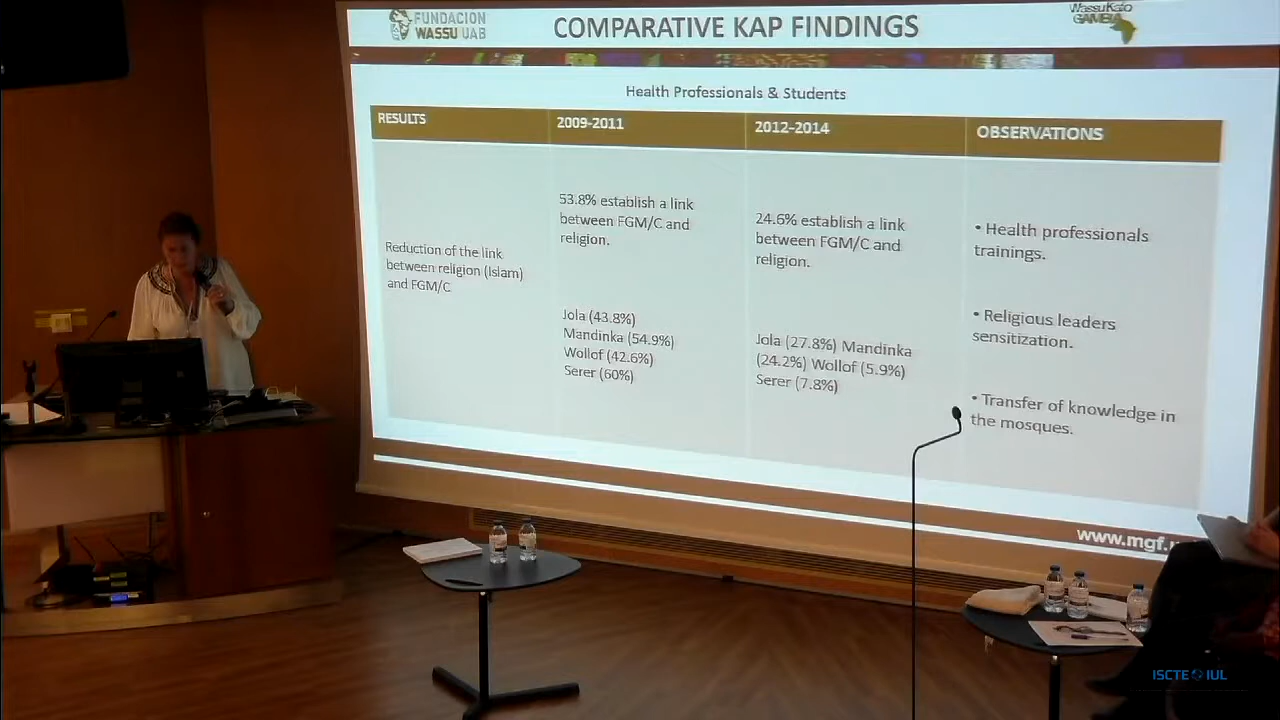 FUNDACION
WASSU UAB
COMPARATIVE KAP FINDINGS
Wassu Kafo
GAMBIA
Health Professionals & Students
RESULTS
2009-2011
2012-2014
OBSERVATIONS
Reduction of the link
between religion (Islam)
and FGM/C
53.8% establish a link
between FGM/C and
religion.
Jola (43.8%)
Mandinka (54.9%)
Wollof (42.6%)
Serer (60%)
24.6% establish a link
between FGM/C and
religion.
Jola (27.8%) Mandinka
(24.2%) Wollof (5.9%)
Serer (7.8%)
• Health professionals
trainings.
• Religious leaders
sensitization.
• Transfer of knowledge in
the mosques.
www.mgf.
ISCTE IUL